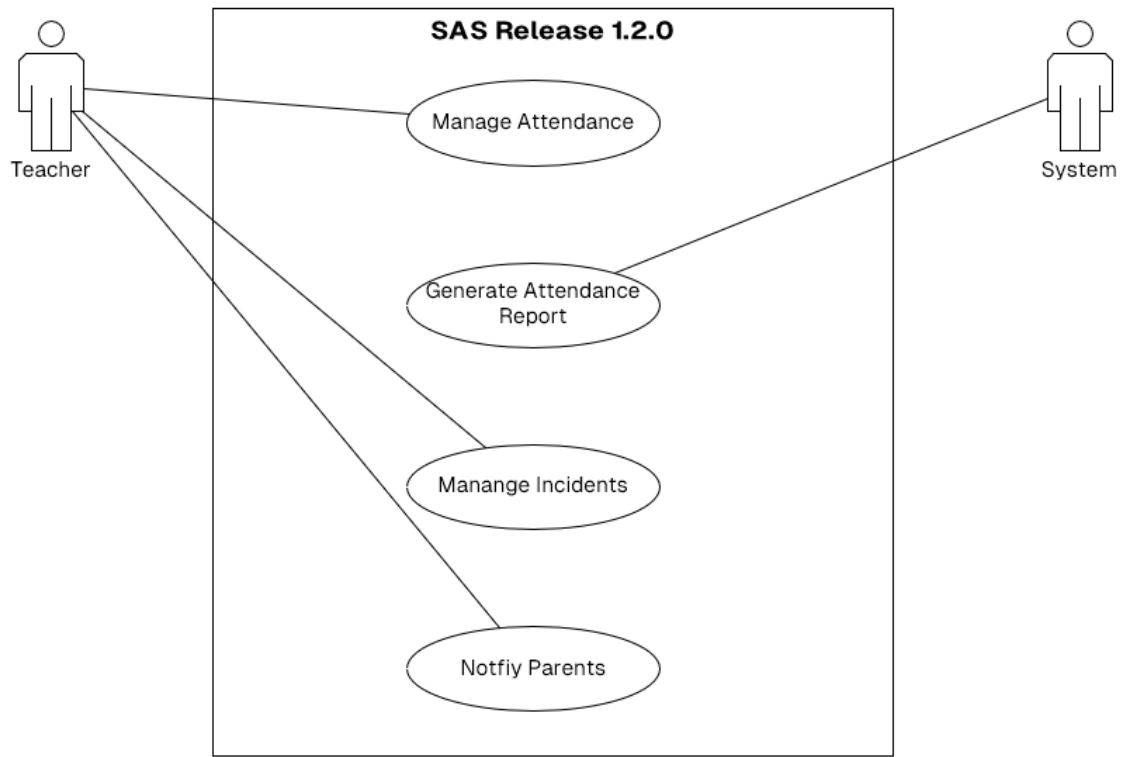 SAS Release 1.2.0
Manage Attendance
Teacher
System
Generate Attendance
Report
Manange Incidents
Notfiy Parents